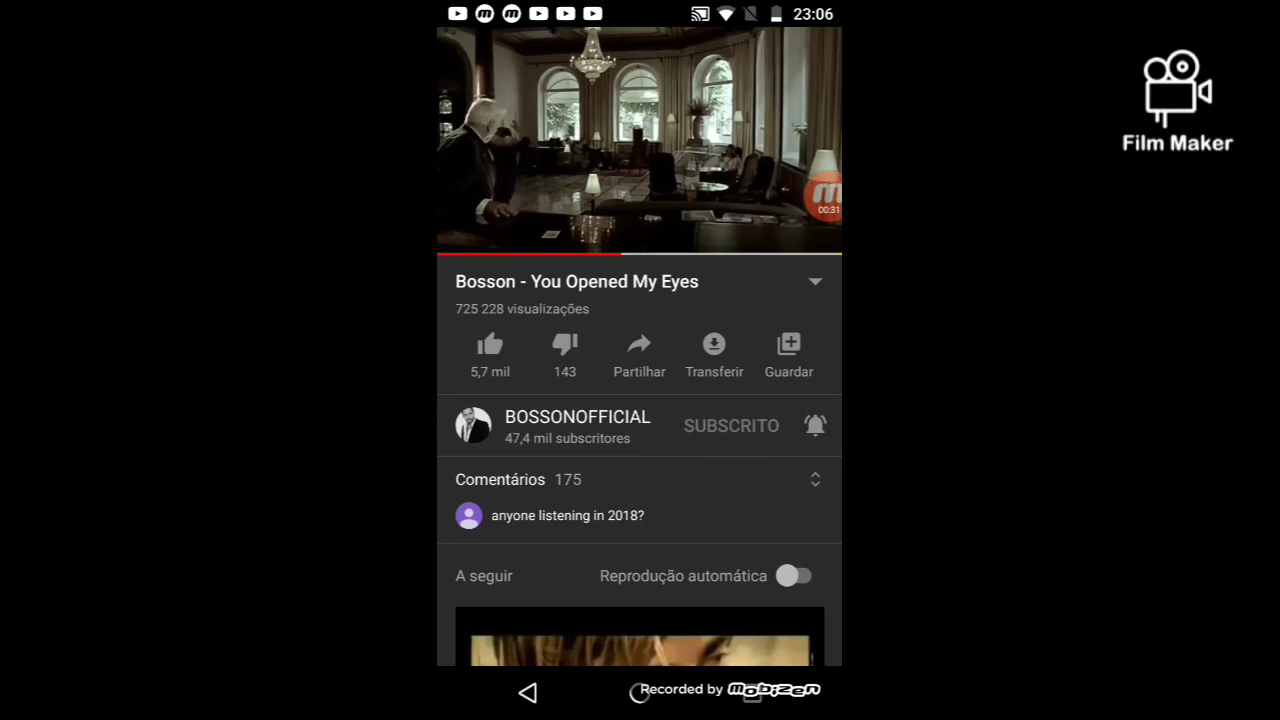 23:06
Film Maker
00:31
Bosson - You Opened My Eyes
725 228 visualizações
5,7 mil
143
Partilhar
Transferir
Guardar
BOSSONOFFICIAL
47,4 mil subscritores
SUBSCRITO
Comentários 175
anyone listening in 2018?
A seguir
Reprodução automática
Recorded by mobizen